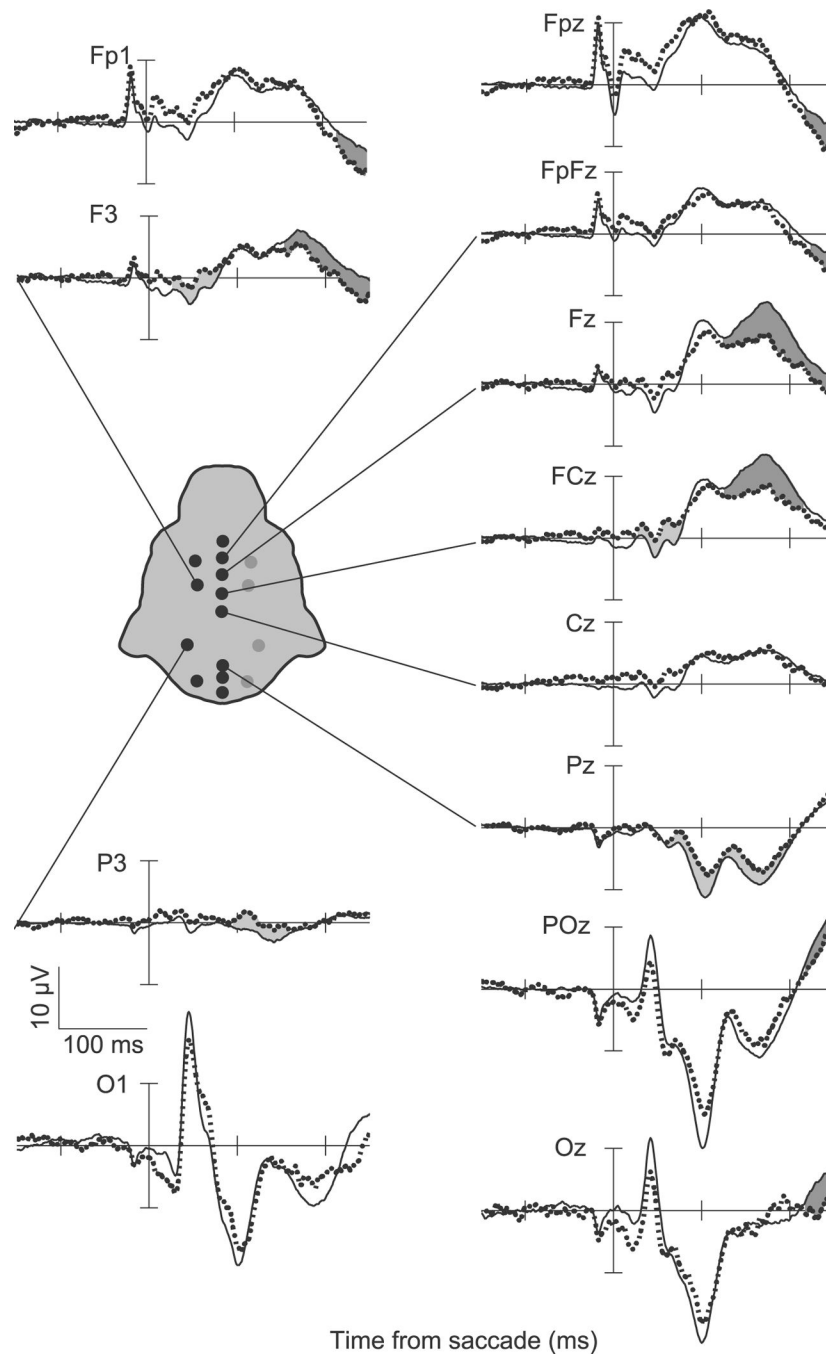 Fp1
Fpz
F3
FpFz
Fz
FCz
Cz
Pz
P3
POz
10 μV
100 ms
O1
Oz
Time from saccade (ms)